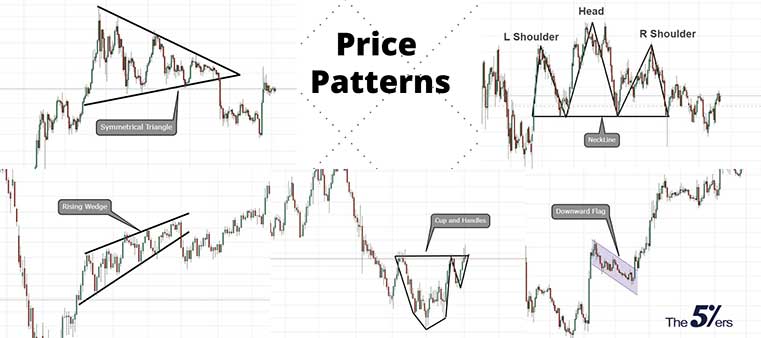 Price
Patterns
Head
L Shoulder
R Shoulder
Symmetrical Triangle
NeckLine
Rising Wedge
Cup and Handles
Downward Flag
The 5%ers